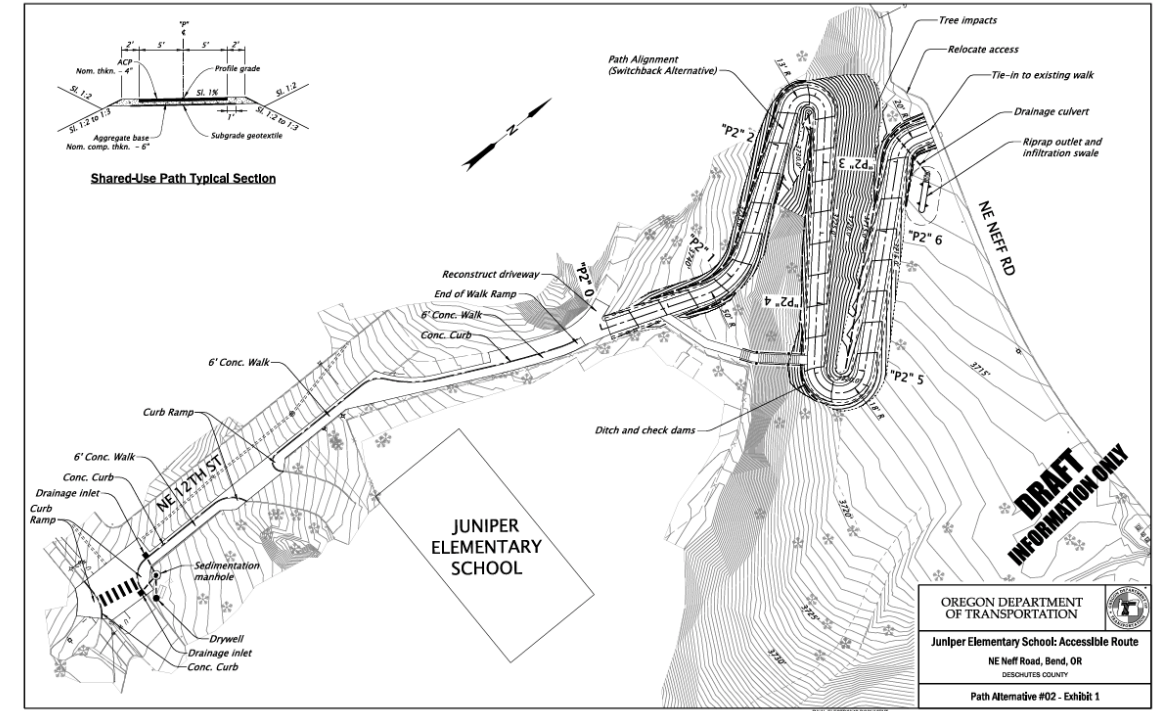 "P"
℄
2' 5' 5' 2'
ACP
Nom. thkn. - 4"
Profile grade
Sl. 1:2
Sl. 1%
Sl. 1:2
Sl. 1:2 to 1:3
1'
Sl. 1:2 to 1:3
Aggregate base
Nom. comp. thkn. - 6"
Subgrade geotextile
Shared-Use Path Typical Section
N
Path Alignment
(Switchback Alternative)
13' R
20' R
Tree impacts
Relocate access
Tie-in to existing walk
Drainage culvert
Riprap outlet and
infiltration swale
NE NEFF RD
"P2" 0
"P2" 1
"P2" 2
"P2" 3
"P2" 4
"P2" 5
"P2" 6
3740'
50' R
18' R
3715'
3720'
3725'
3730'
Reconstruct driveway
End of Walk Ramp
6' Conc. Walk
Conc. Curb
6' Conc. Walk
Curb Ramp
6' Conc. Walk
Conc. Curb
Drainage inlet
Curb
Ramp
NE 12TH ST
Sedimentation
manhole
Drywell
Drainage inlet
Conc. Curb
Ditch and check dams
JUNIPER
ELEMENTARY
SCHOOL
DRAFT
INFORMATION ONLY
OREGON DEPARTMENT
OF TRANSPORTATION
Juniper Elementary School: Accessible Route
NE Neff Road, Bend, OR
DESCHUTES COUNTY
Path Alternative #02 - Exhibit 1